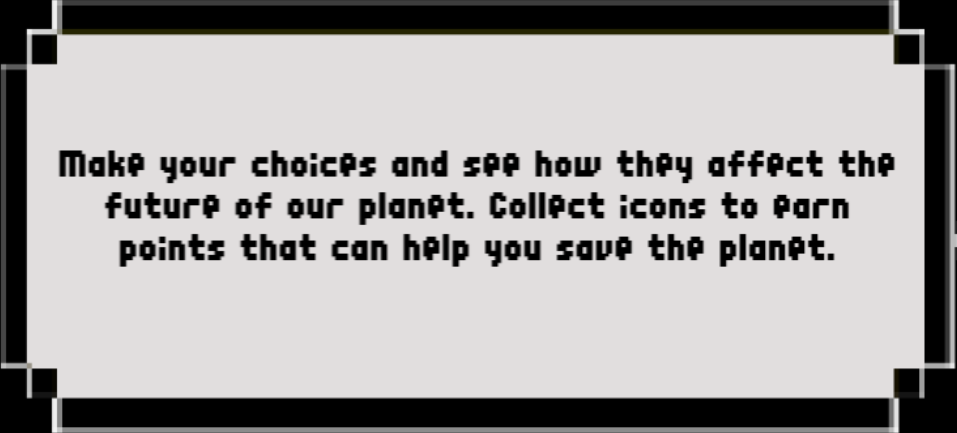 Make your choices and see how they affect the
future of our planet. Collect icons to earn
points that can help you save the planet.